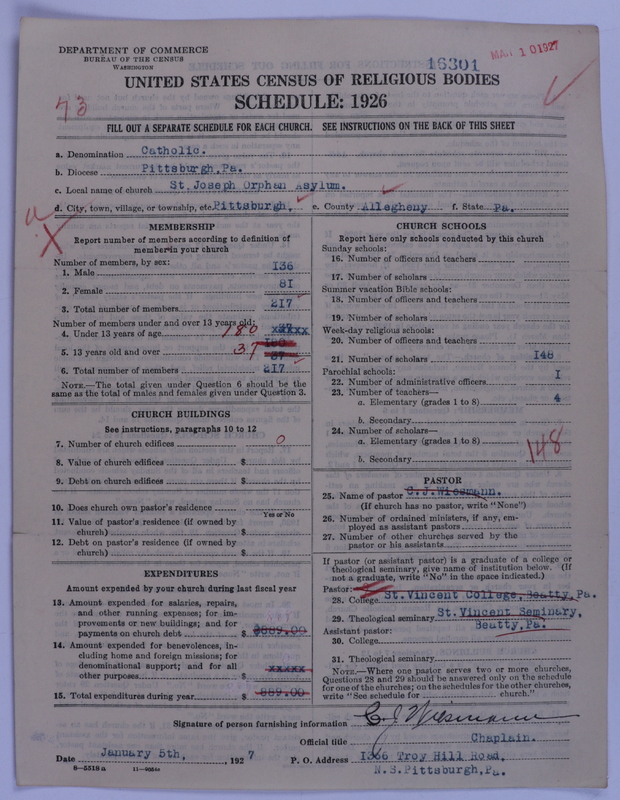 DEPARTMENT OF COMMERCE
BUREAU OF THE CENSUS
WASHINGTON
16301
MAR 10 1927
UNITED STATES CENSUS OF RELIGIOUS BODIES
SCHEDULE: 1926
73
FILL OUT A SEPARATE SCHEDULE FOR EACH CHURCH. SEE INSTRUCTIONS ON THE BACK OF THIS SHEET
a. Denomination Catholic.
b. Diocese Pittsburgh,Pa.
c. Local name of church St.Joseph Orphan Asylum.
d. City, town, village, or township, etc. Pittsburgh, e. County Allegheny f. State Pa.
MEMBERSHIP
Report number of members according to definition of member in your church
Number of members, by sex:
1. Male 136
2. Female 81
3. Total number of members 217
Number of members under and over 13 years old:
4. Under 13 years of age 180 xxxxx
5. 13 years old and over 37 180 37
6. Total number of members 217
NOTE.—The total given under Question 6 should be the same as the total of males and females given under Question 3.
CHURCH BUILDINGS
See instructions, paragraphs 10 to 12
7. Number of church edifices 0
8. Value of church edifices $
9. Debt on church edifices $
10. Does church own pastor's residence
Yes or No
11. Value of pastor's residence (if owned by church) $
12. Debt on pastor's residence (if owned by church) $
EXPENDITURES
Amount expended by church during last fiscal year
13. Amount expended for salaries, repairs, and other running expenses; for improvements or new buildings; and for payments on church debt $ 889.00
14. Amount expended for benevolences, including home and foreign missions; for denominational support; and for all other purposes $ xxxxx
15. Total expenditures during year $ 889.00
CHURCH SCHOOLS
Report here only schools conducted by this church
Sunday schools:
16. Number of officers and teachers
17. Number of scholars
Summer vacation Bible schools:
18. Number of officers and teachers
19. Number of scholars
Week-day religious schools:
20. Number of officers and teachers
21. Number of scholars 148
Parochial schools:
22. Number of administrative officers 1
23. Number of teachers—
a. Elementary (grades 1 to 8) 4
b. Secondary
24. Number of scholars—
a. Elementary (grades 1 to 8) 148
b. Secondary
PASTOR
25. Name of pastor C.J.Wiesmann.
(If church has no pastor, write "None")
26. Number of ordained ministers, if any, employed as assistant pastors
27. Number of other churches served by the pastor or his assistants
If pastor (or assistant pastor) is a graduate of a college or theological seminary, give name of institution below. (If not a graduate, write "No" in the space indicated.)
Pastor:
28. College St.Vincent College, Beatty, Pa.
29. Theological seminary St.Vincent Seminary,
Beatty,Pa.
Assistant pastor:
30. College
31. Theological seminary
NOTE.—Where one pastor serves two or more churches, Questions 28 and 29 should be answered only on the schedule for one of the churches; on the schedules for the other churches, write "See schedule for church."
Signature of person furnishing information C. J. Wiesmann
Official title Chaplain.
Date January 5th, 1927 P. O. Address 1386 Troy Hill Road,
N.S.Pittsburgh,Pa.
8—5518a 11—9054